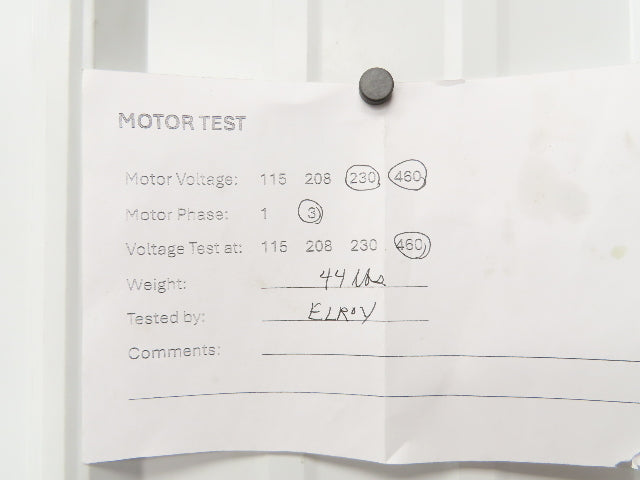 MOTOR TEST
Motor Voltage: 115 208 230 460
Motor Phase: 1 3
Voltage Test at: 115 208 230 460
Weight: 44 lbs.
Tested by: ELROY
Comments: